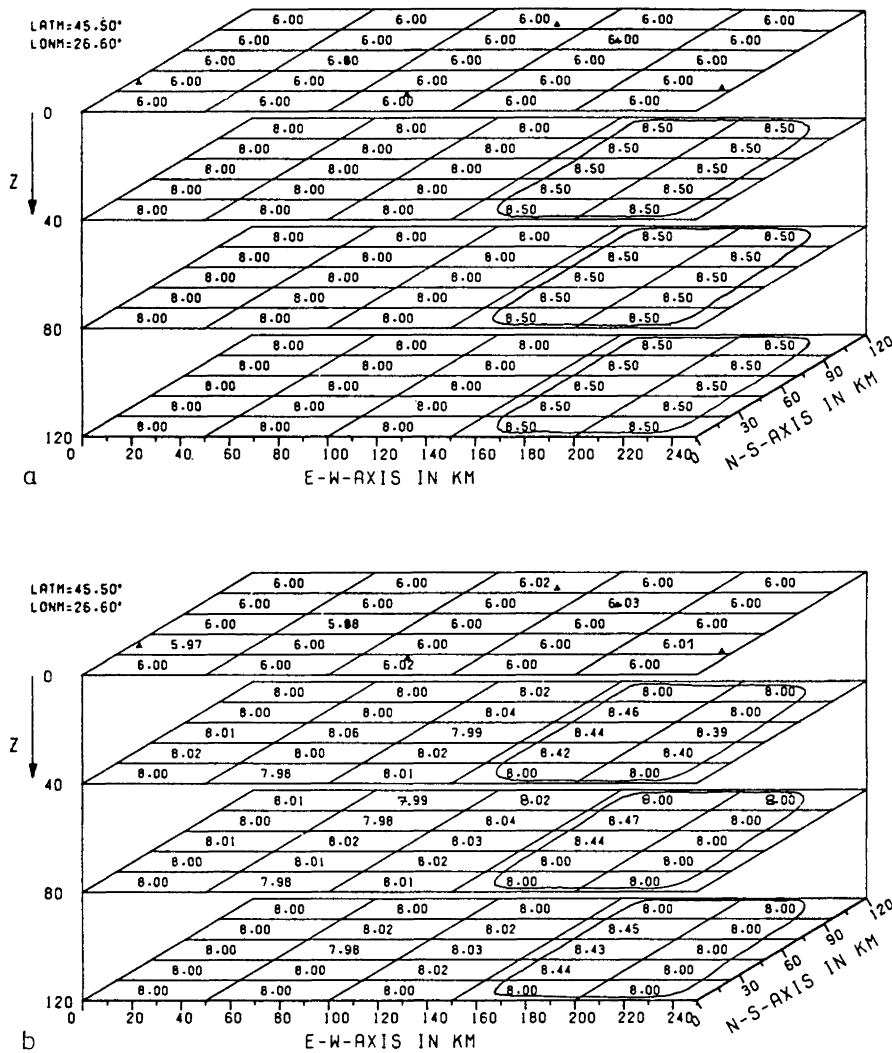 LATM=45.50°
LONM=26.60°
6.00 6.00 6.00 6.00 6.00
6.00 6.00 6.00 6.00 6.00
6.00 6.00 6.00 6.00 6.00
6.00 6.00 6.00 6.00 6.00
6.00 6.00 6.00 6.00 6.00
0
Z
8.00 8.00 8.00 8.50 8.50
8.00 8.00 8.00 8.50 8.50
8.00 8.00 8.00 8.50 8.50
8.00 8.00 8.00 8.50 8.50
8.00 8.00 8.00 8.50 8.50
40
8.00 8.00 8.00 8.50 8.50
8.00 8.00 8.00 8.50 8.50
8.00 8.00 8.00 8.50 8.50
8.00 8.00 8.00 8.50 8.50
8.00 8.00 8.00 8.50 8.50
80
8.00 8.00 8.00 8.50 8.50
8.00 8.00 8.00 8.50 8.50
8.00 8.00 8.00 8.50 8.50
8.00 8.00 8.00 8.50 8.50
8.00 8.00 8.00 8.50 8.50
120
0 20 40 60 80 100 120 140 160 180 200 220 240
E-W-AXIS IN KM
0 30 60 90 120
N-S-AXIS IN KM
a
LATM=45.50°
LONM=26.60°
6.00 6.00 6.02 6.00 6.00
6.00 6.00 6.00 6.03 6.00
6.00 5.98 6.00 6.00 6.00
5.97 6.00 6.00 6.00 6.01
6.00 6.00 6.02 6.00 6.00
0
Z
8.00 8.00 8.02 8.00 8.00
8.00 8.00 8.04 8.46 8.00
8.01 8.06 7.99 8.44 8.39
8.02 8.00 8.02 8.42 8.40
8.00 7.98 8.01 8.00 8.00
40
8.01 7.99 8.02 8.00 8.00
8.00 7.98 8.04 8.47 8.00
8.01 8.02 8.03 8.44 8.00
8.00 8.01 8.02 8.00 8.00
8.00 7.98 8.01 8.00 8.00
80
8.00 8.00 8.00 8.00 8.00
8.00 8.02 8.02 8.45 8.00
8.00 7.98 8.03 8.43 8.00
8.00 8.00 8.02 8.44 8.00
8.00 8.00 8.00 8.00 8.00
120
0 20 40 60 80 100 120 140 160 180 200 220 240
E-W-AXIS IN KM
0 30 60 90 120
N-S-AXIS IN KM
b